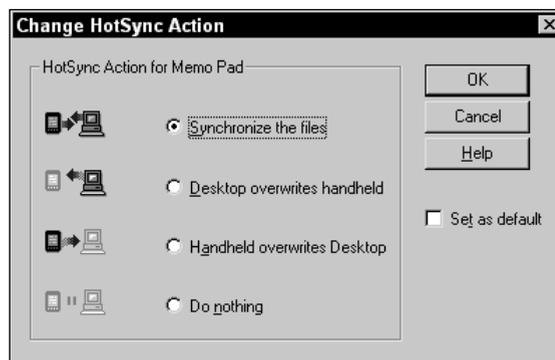 Change HotSync Action
HotSync Action for Memo Pad
Synchronize the files
Desktop overwrites handheld
Handheld overwrites Desktop
Do nothing
OK
Cancel
Help
Set as default